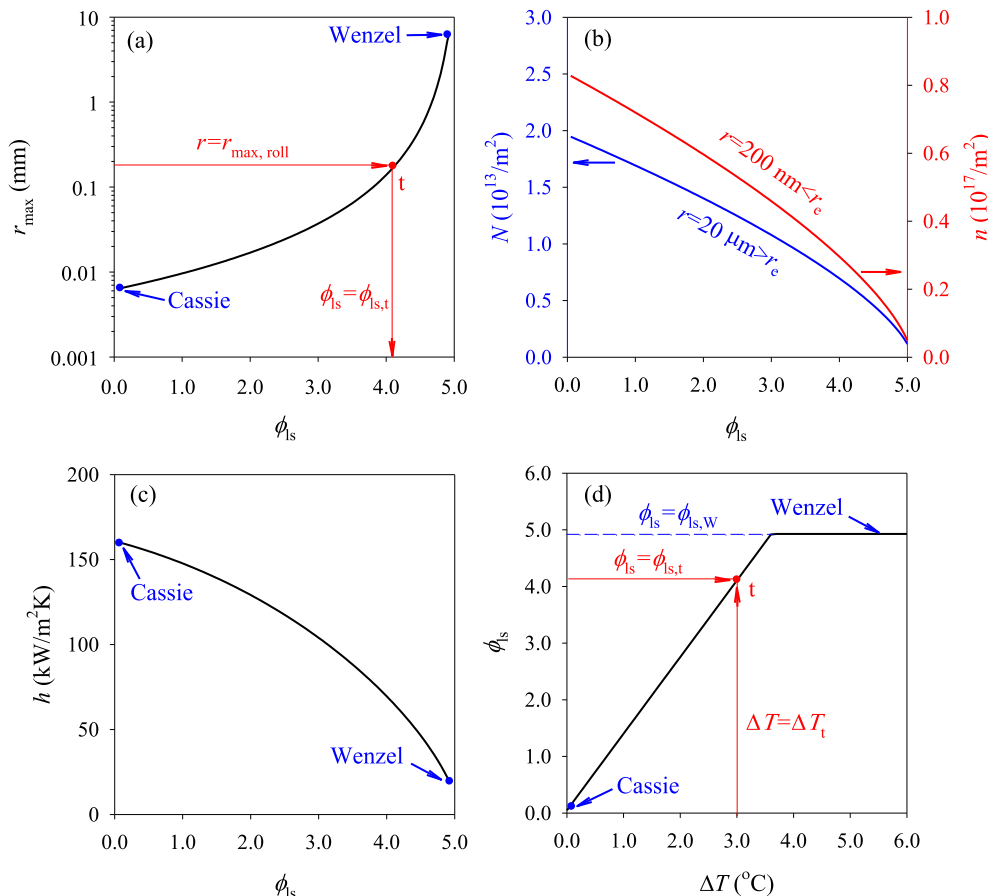 (a)
Wenzel
r=r_max, roll
t
ϕ_ls=ϕ_ls,t
Cassie
10
1
0.1
0.01
0.001
r_max (mm)
0.0 1.0 2.0 3.0 4.0 5.0
ϕ_ls
(b)
r=200 nm<r_e
r=20 μm>r_e
3.0
2.5
2.0
1.5
1.0
0.5
0.0
N (10^13/m^2)
1.0
0.8
0.6
0.4
0.2
0.0
n (10^17/m^2)
0.0 1.0 2.0 3.0 4.0 5.0
ϕ_ls
(c)
Cassie
Wenzel
200
150
100
50
0
h (kW/m^2K)
0.0 1.0 2.0 3.0 4.0 5.0
ϕ_ls
(d)
ϕ_ls=ϕ_ls,W
Wenzel
ϕ_ls=ϕ_ls,t
t
ΔT=ΔT_t
Cassie
6.0
5.0
4.0
3.0
2.0
1.0
0.0
ϕ_ls
0.0 1.0 2.0 3.0 4.0 5.0 6.0
ΔT (°C)